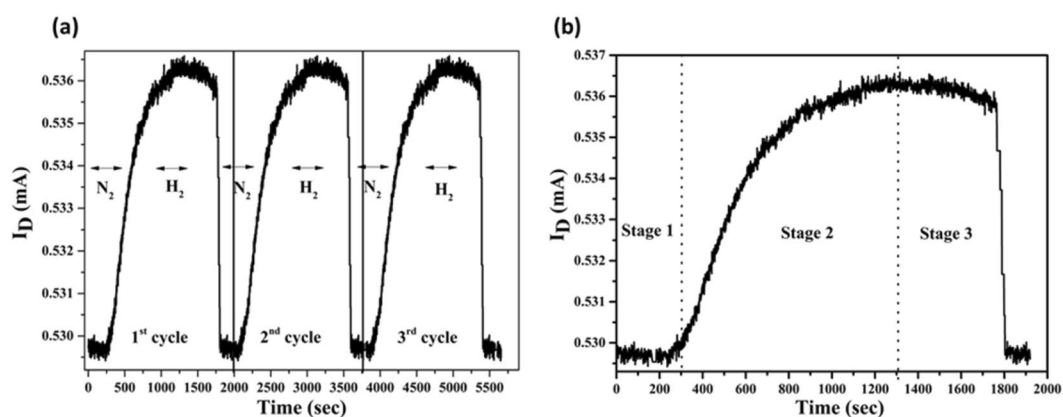 (a)
0.536
0.535
0.534
0.533
0.532
0.531
0.530
I_D (mA)
N₂ H₂ N₂ H₂ N₂ H₂
1st cycle 2nd cycle 3rd cycle
0 500 1000 1500 2000 2500 3000 3500 4000 4500 5000 5500
Time (sec)
(b)
0.537
0.536
0.535
0.534
0.533
0.532
0.531
0.530
I_D (mA)
Stage 1 Stage 2 Stage 3
0 200 400 600 800 1000 1200 1400 1600 1800 2000
Time (sec)